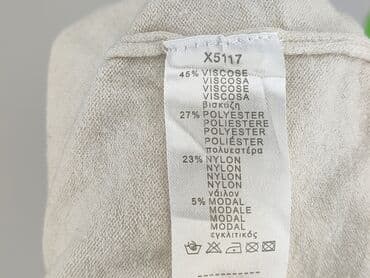 X5117
45% VISCOSE
VISCOSA
VISCOSE
VISCOSA
βισκύζη
27% POLYESTER
POLIESTERE
POLYESTER
POLIÉSTER
πολυεστέρα
23% NYLON
NYLON
NYLON
NYLON
νάιλον
5% MODAL
MODALE
MODAL
MODAL
εγκλιτικός